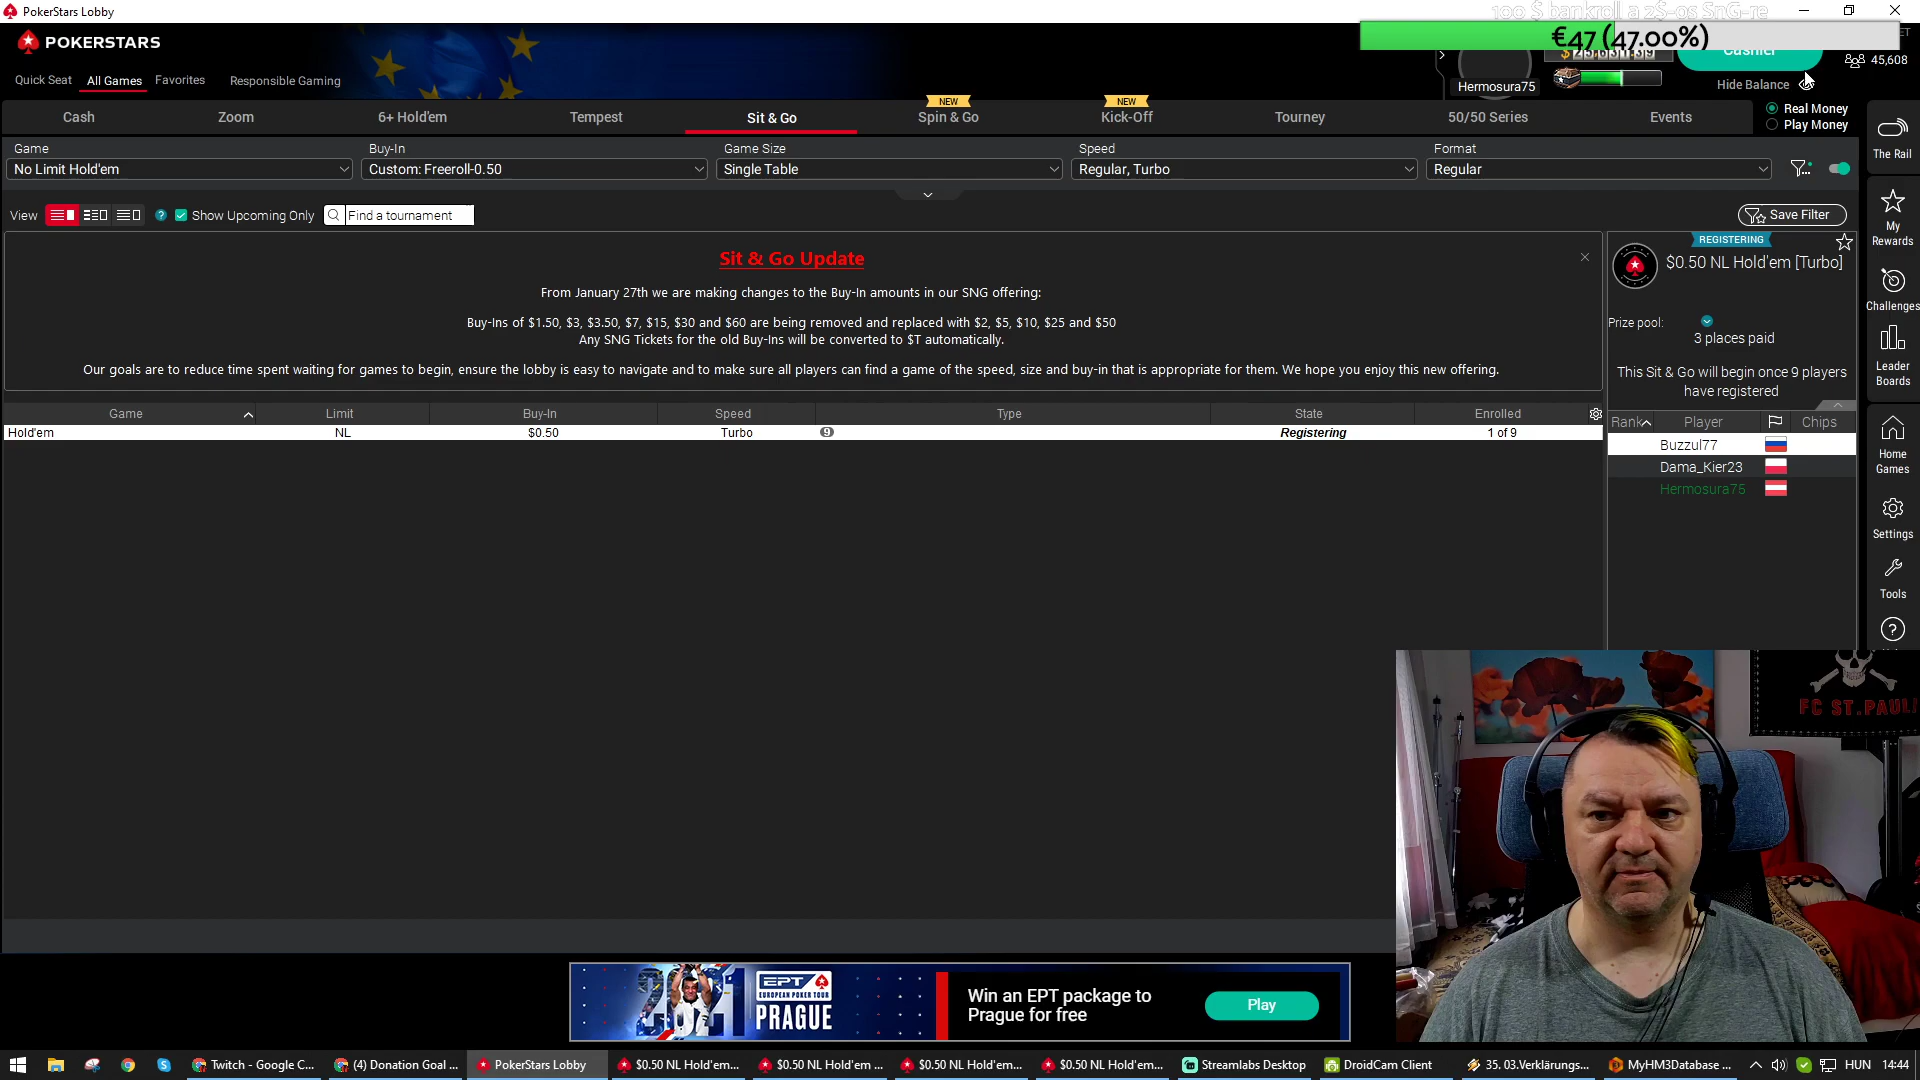 PokerStars Lobby
100 $ bankroll a 2$-os SnG-re
POKERSTARS
€47 (47.00%)
Cashier
45,608
Quick Seat
All Games
Favorites
Responsible Gaming
Hermosura75
Hide Balance
Cash
Zoom
6+ Hold'em
Tempest
Sit & Go
NEW
Spin & Go
NEW
Kick-Off
Tourney
50/50 Series
Events
Real Money
Play Money
The Rail
Game
Buy-In
Game Size
Speed
Format
No Limit Hold'em
Custom: Freeroll-0.50
Single Table
Regular, Turbo
Regular
View
Show Upcoming Only
Find a tournament
Save Filter
My Rewards
Sit & Go Update
From January 27th we are making changes to the Buy-In amounts in our SNG offering:
Buy-Ins of $1.50, $3, $3.50, $7, $15, $30 and $60 are being removed and replaced with $2, $5, $10, $25 and $50
Any SNG Tickets for the old Buy-Ins will be converted to $T automatically.
Our goals are to reduce time spent waiting for games to begin, ensure the lobby is easy to navigate and to make sure all players can find a game of the speed, size and buy-in that is appropriate for them. We hope you enjoy this new offering.
REGISTERING
$0.50 NL Hold'em [Turbo]
Prize pool:
3 places paid
This Sit & Go will begin once 9 players
have registered
Challenges
Leader Boards
Game
Limit
Buy-In
Speed
Type
State
Enrolled
Hold'em
NL
$0.50
Turbo
9
Registering
1 of 9
Rank
Player
Chips
Buzzul77
Dama_Kier23
Hermosura75
Home Games
Settings
Tools
FC ST.PAULI
2021
EPT
EUROPEAN POKER TOUR
PRAGUE
Win an EPT package to
Prague for free
Play
Twitch - Google C...
(4) Donation Goal ...
PokerStars Lobby
$0.50 NL Hold'em...
$0.50 NL Hold'em ...
$0.50 NL Hold'em...
$0.50 NL Hold'em...
Streamlabs Desktop
DroidCam Client
35. 03.Verklärungs...
MyHM3Database ...
HUN
14:44